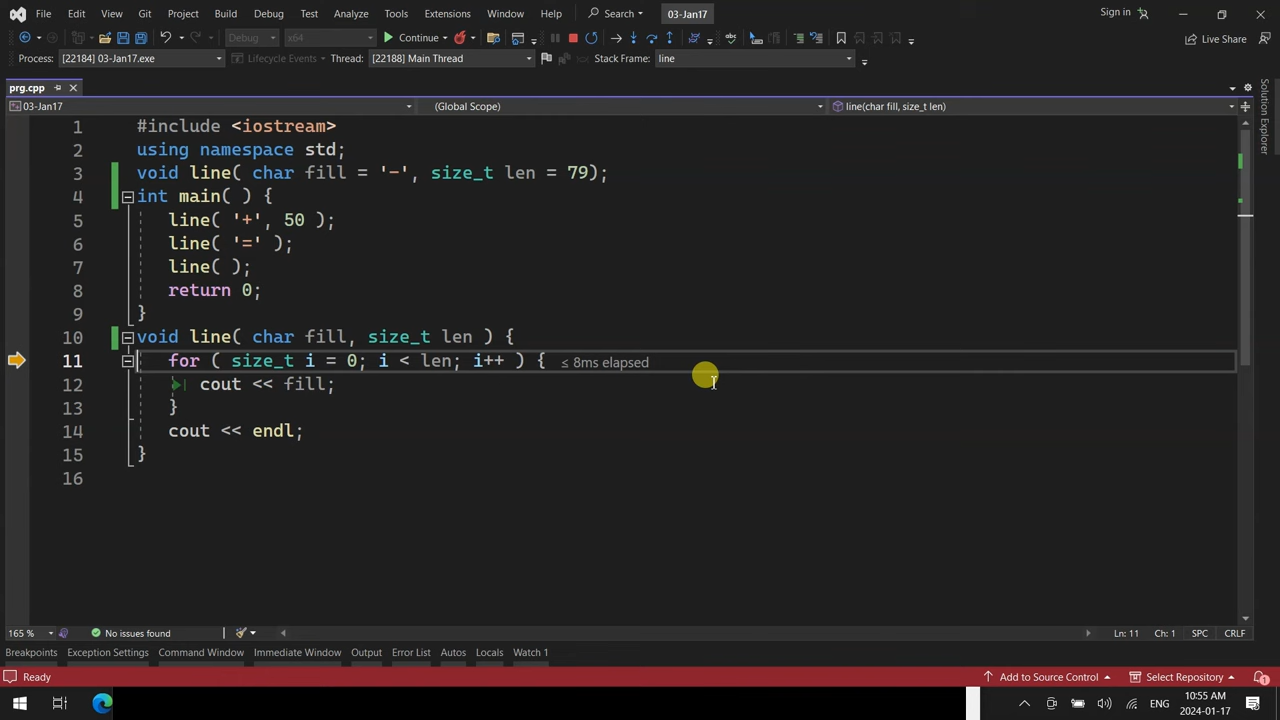 File Edit View Git Project Build Debug Test Analyze Tools Extensions Window Help Search 03-Jan17 Sign in
Debug x64 Continue Live Share
Process: [22184] 03-Jan17.exe Lifecycle Events Thread: [22188] Main Thread Stack Frame: line
prg.cpp
03-Jan17 (Global Scope) line(char fill, size_t len)
Solution Explorer
1 #include <iostream>
2 using namespace std;
3 void line( char fill = '-', size_t len = 79);
4 int main( ) {
5 line( '+', 50 );
6 line( '=' );
7 line( );
8 return 0;
9 }
10 void line( char fill, size_t len ) {
11 for ( size_t i = 0; i < len; i++ ) { ≤ 8ms elapsed
12 cout << fill;
13 }
14 cout << endl;
15 }
16
165 % No issues found Ln: 11 Ch: 1 SPC CRLF
Breakpoints Exception Settings Command Window Immediate Window Output Error List Autos Locals Watch 1
Ready Add to Source Control Select Repository 1
ENG 10:55 AM
2024-01-17